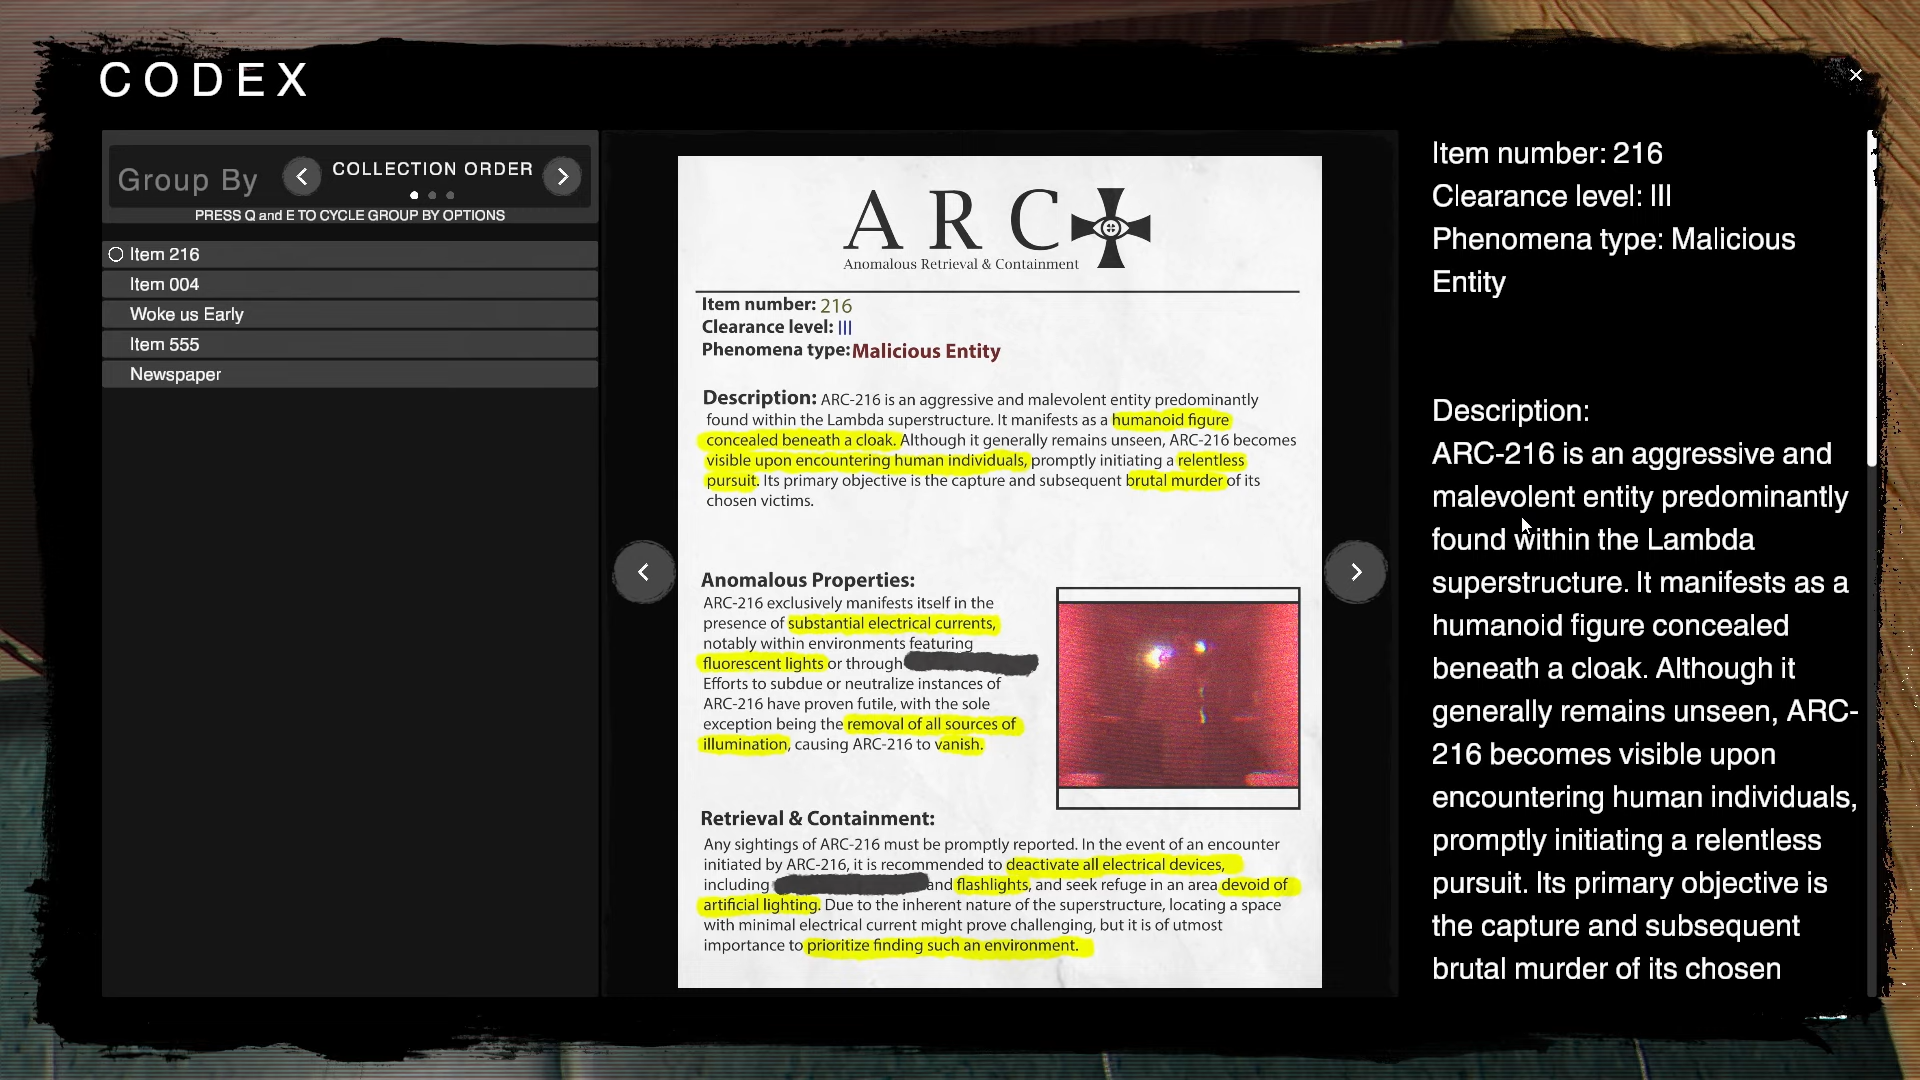 CODEX
Group By
COLLECTION ORDER
PRESS Q and E TO CYCLE GROUP BY OPTIONS
Item 216
Item 004
Woke us Early
Item 555
Newspaper
ARC
Anomalous Retrieval & Containment
Item number: 216
Clearance level: III
Phenomena type: Malicious Entity
Description: ARC-216 is an aggressive and malevolent entity predominantly
found within the Lambda superstructure. It manifests as a humanoid figure
concealed beneath a cloak. Although it generally remains unseen, ARC-216 becomes
visible upon encountering human individuals, promptly initiating a relentless
pursuit. Its primary objective is the capture and subsequent brutal murder of its
chosen victims.
Anomalous Properties:
ARC-216 exclusively manifests itself in the
presence of substantial electrical currents,
notably within environments featuring
fluorescent lights or through
Efforts to subdue or neutralize instances of
ARC-216 have proven futile, with the sole
exception being the removal of all sources of
illumination, causing ARC-216 to vanish.
Retrieval & Containment:
Any sightings of ARC-216 must be promptly reported. In the event of an encounter
initiated by ARC-216, it is recommended to deactivate all electrical devices,
including and flashlights, and seek refuge in an area devoid of
artificial lighting. Due to the inherent nature of the superstructure, locating a space
with minimal electrical current might prove challenging, but it is of utmost
importance to prioritize finding such an environment.
Item number: 216
Clearance level: III
Phenomena type: Malicious
Entity
Description:
ARC-216 is an aggressive and
malevolent entity predominantly
found within the Lambda
superstructure. It manifests as a
humanoid figure concealed
beneath a cloak. Although it
generally remains unseen, ARC-
216 becomes visible upon
encountering human individuals,
promptly initiating a relentless
pursuit. Its primary objective is
the capture and subsequent
brutal murder of its chosen